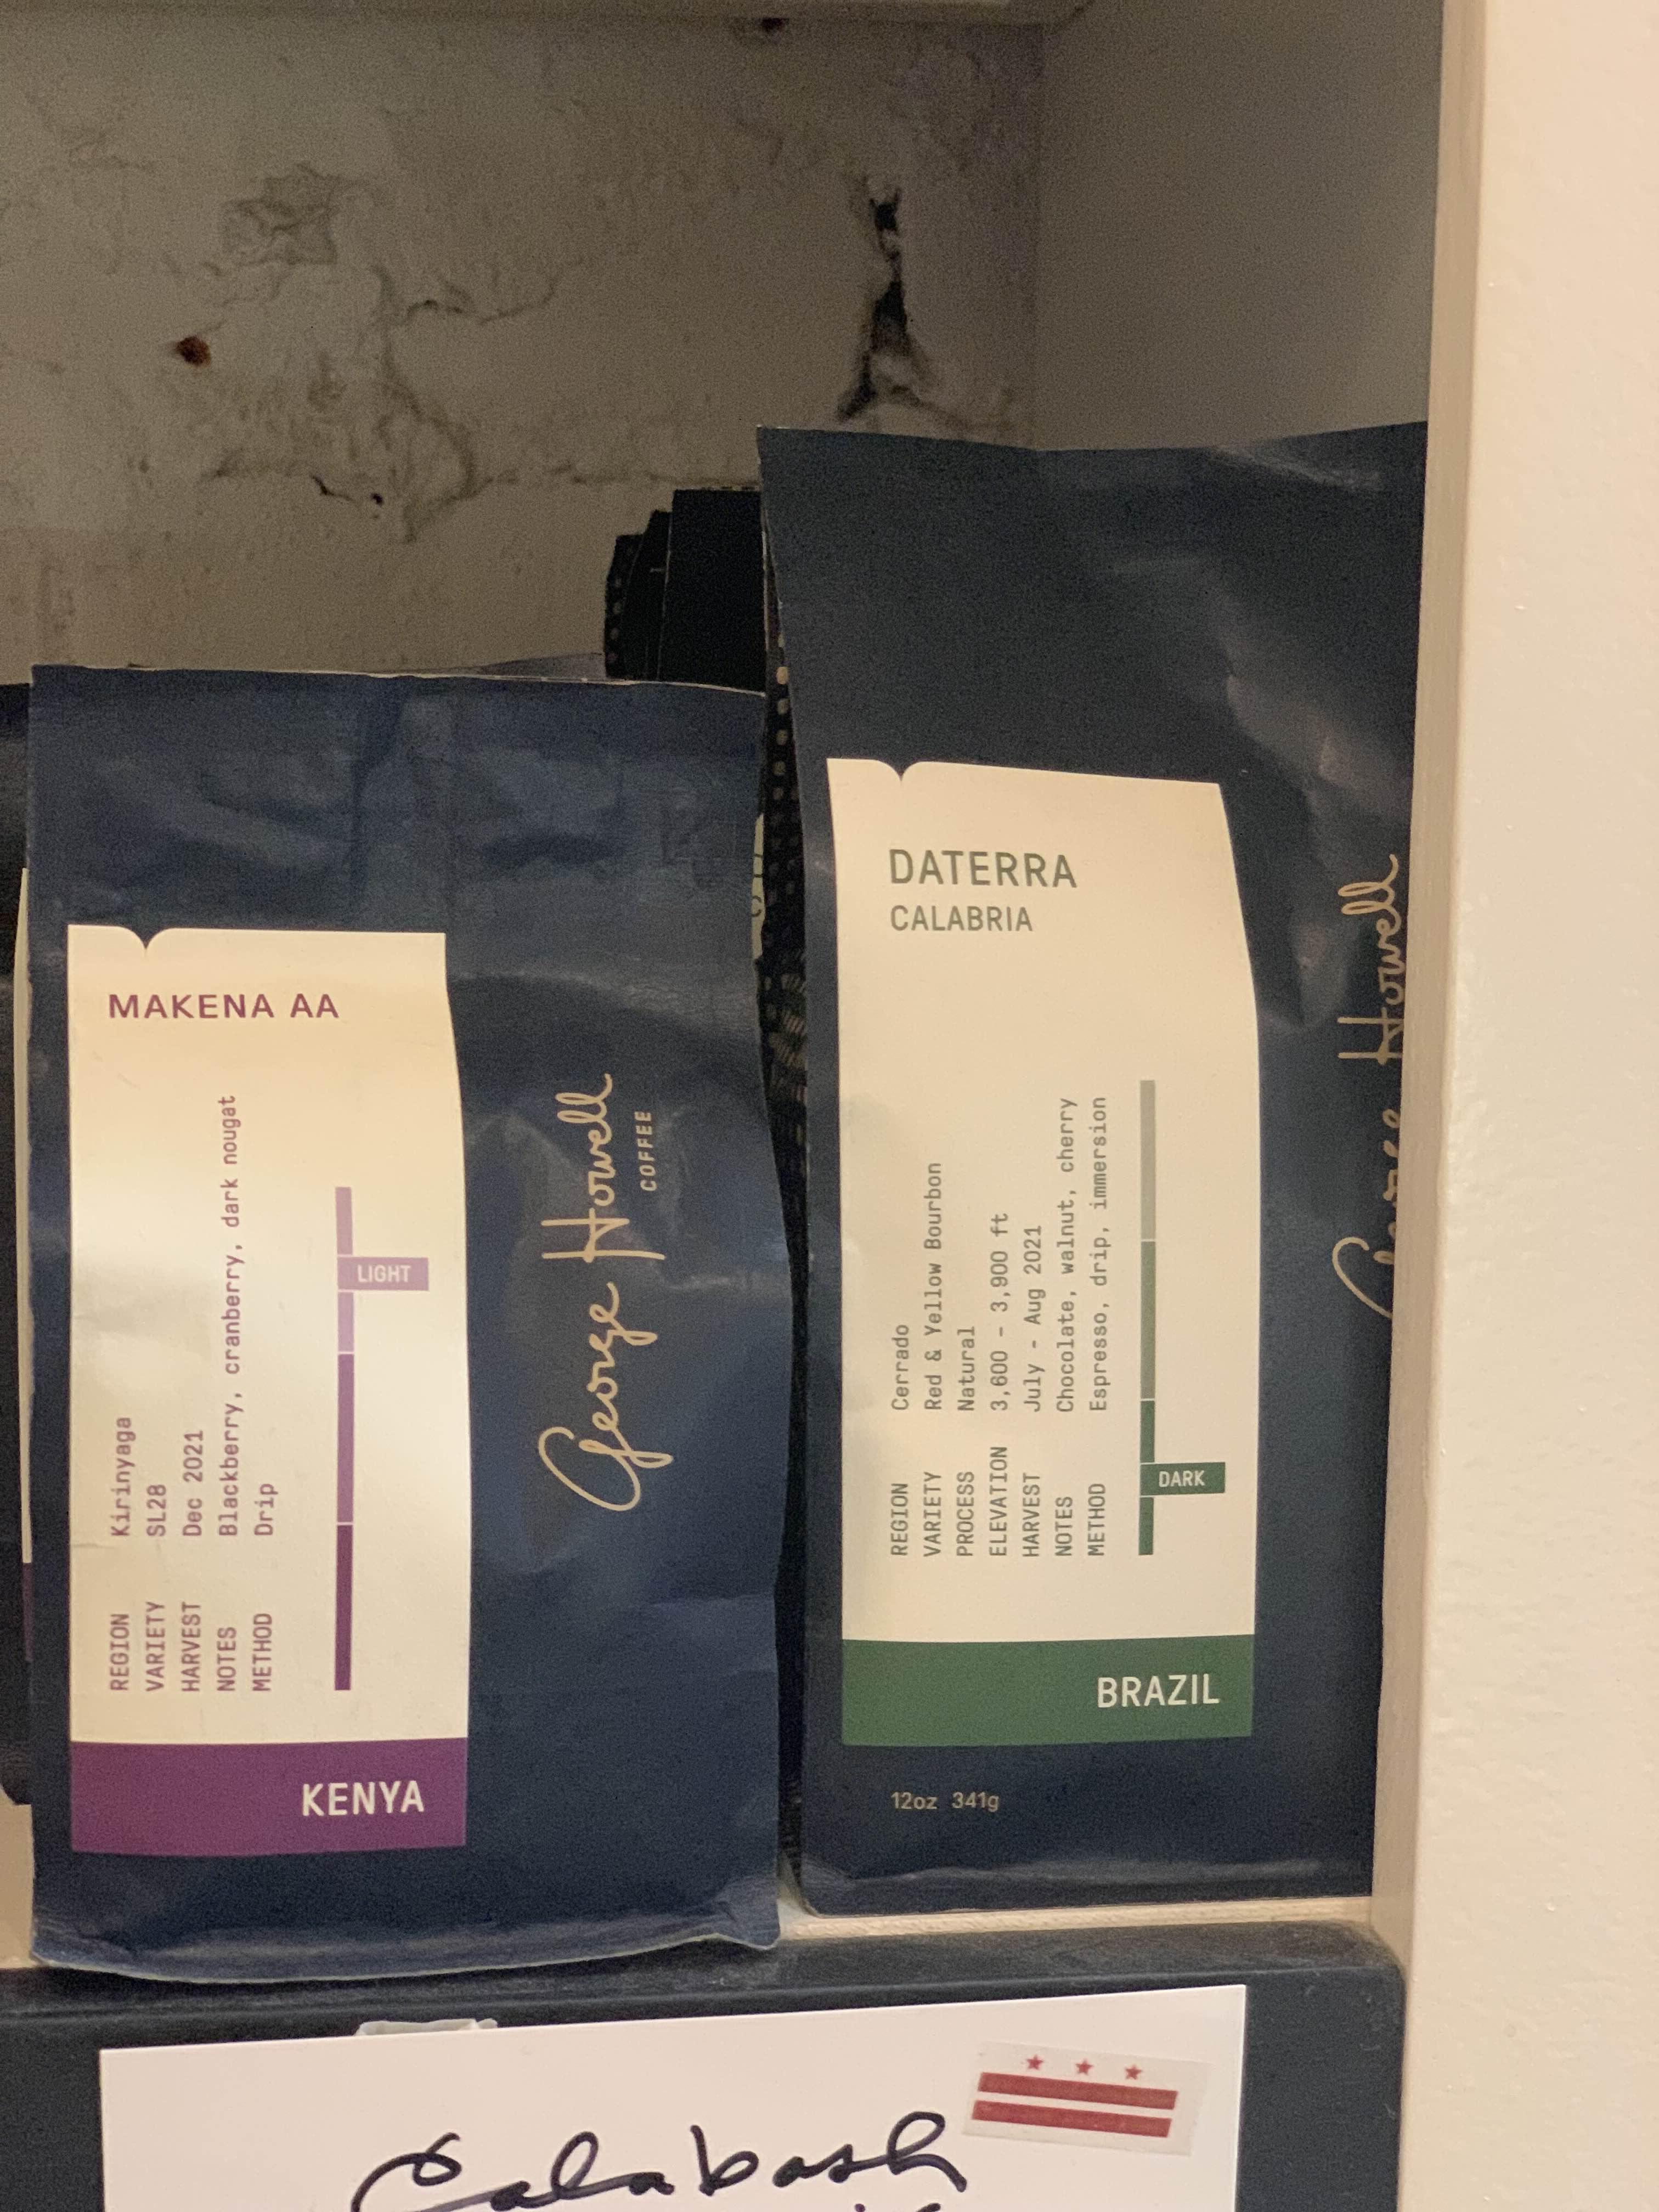 MAKENA AA
REGION Kirinyaga
VARIETY SL28
HARVEST Dec 2021
NOTES Blackberry, cranberry, dark nougat
METHOD Drip
LIGHT
KENYA
George Howell
COFFEE
DATERRA
CALABRIA
REGION Cerrado
VARIETY Red & Yellow Bourbon
PROCESS Natural
ELEVATION 3,600 - 3,900 ft
HARVEST July - Aug 2021
NOTES Chocolate, walnut, cherry
METHOD Espresso, drip, immersion
DARK
BRAZIL
12oz 341g
George Howell
Calabash